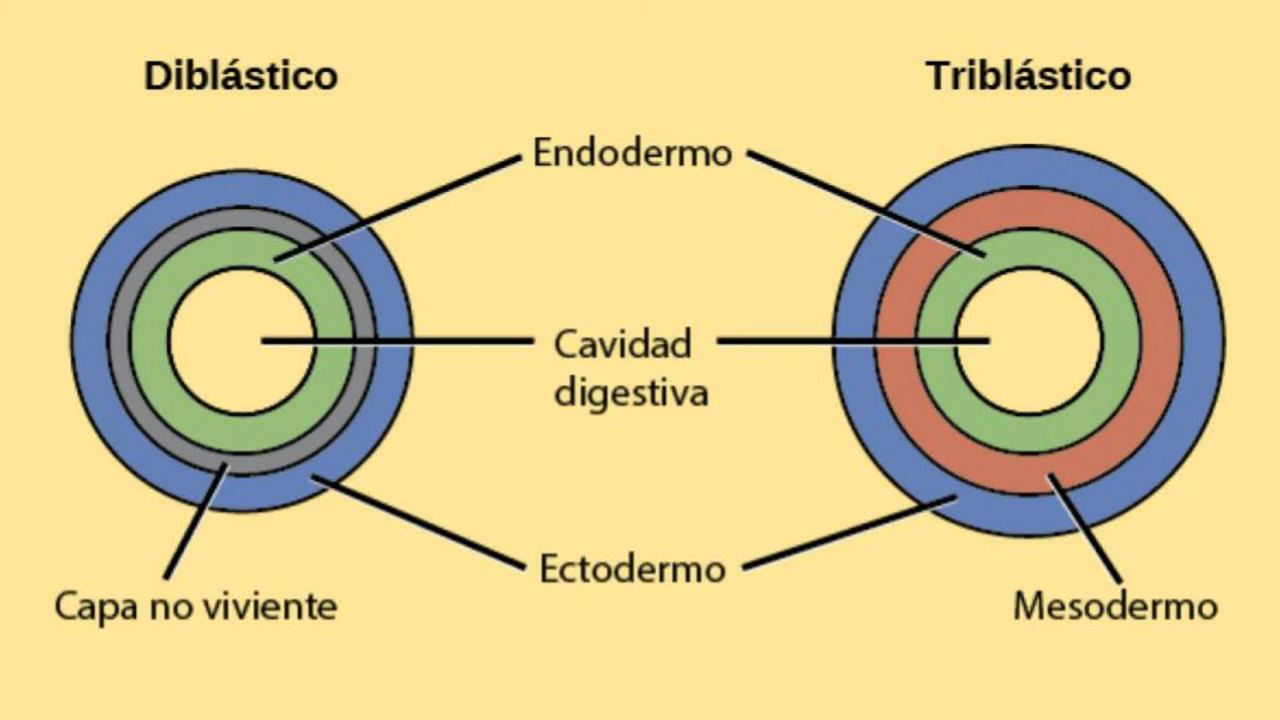 Diblástico
Triblástico
Endodermo
Cavidad
digestiva
Ectodermo
Capa no viviente
Mesodermo